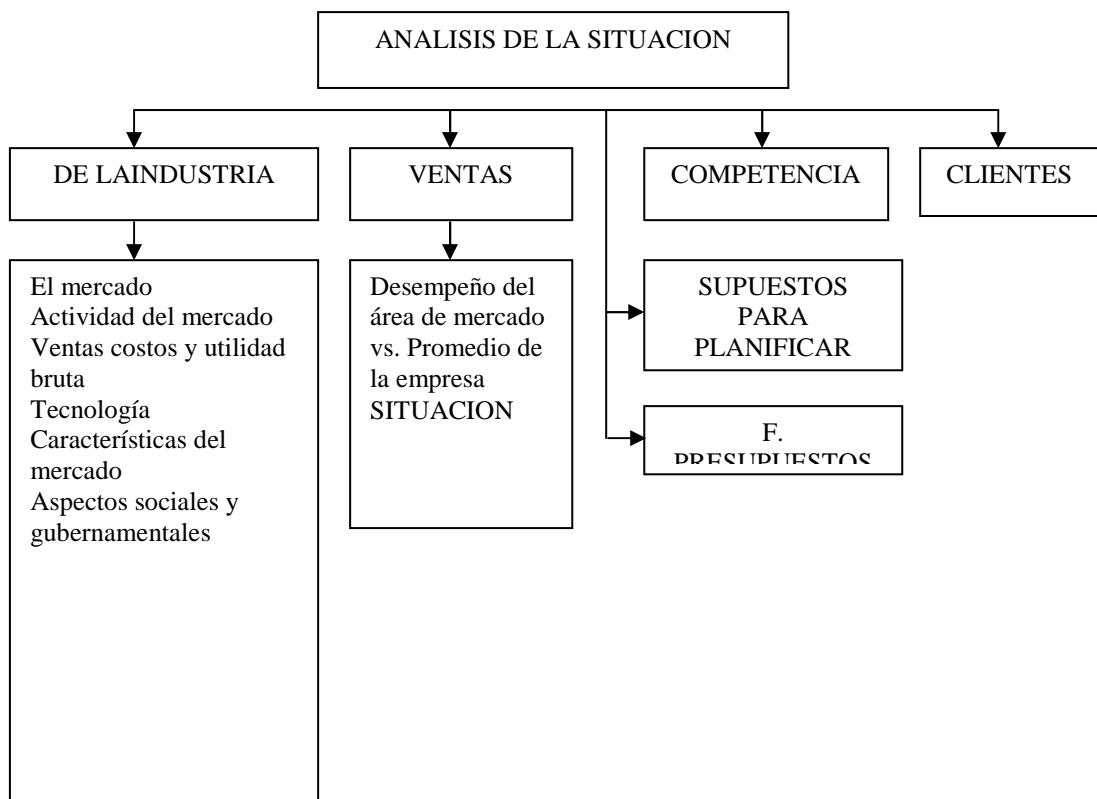 ANALISIS DE LA SITUACION
DE LAINDUSTRIA
VENTAS
COMPETENCIA
CLIENTES
El mercado
Actividad del mercado
Ventas costos y utilidad
bruta
Tecnología
Característícas del
mercado
Aspectos sociales y
gubernamentales
Desempeño del
área de mercado
vs. Promedio de
la empresa
SITUACION
SUPUESTOS
PARA
PLANIFICAR
F.
PRESUPUESTOS